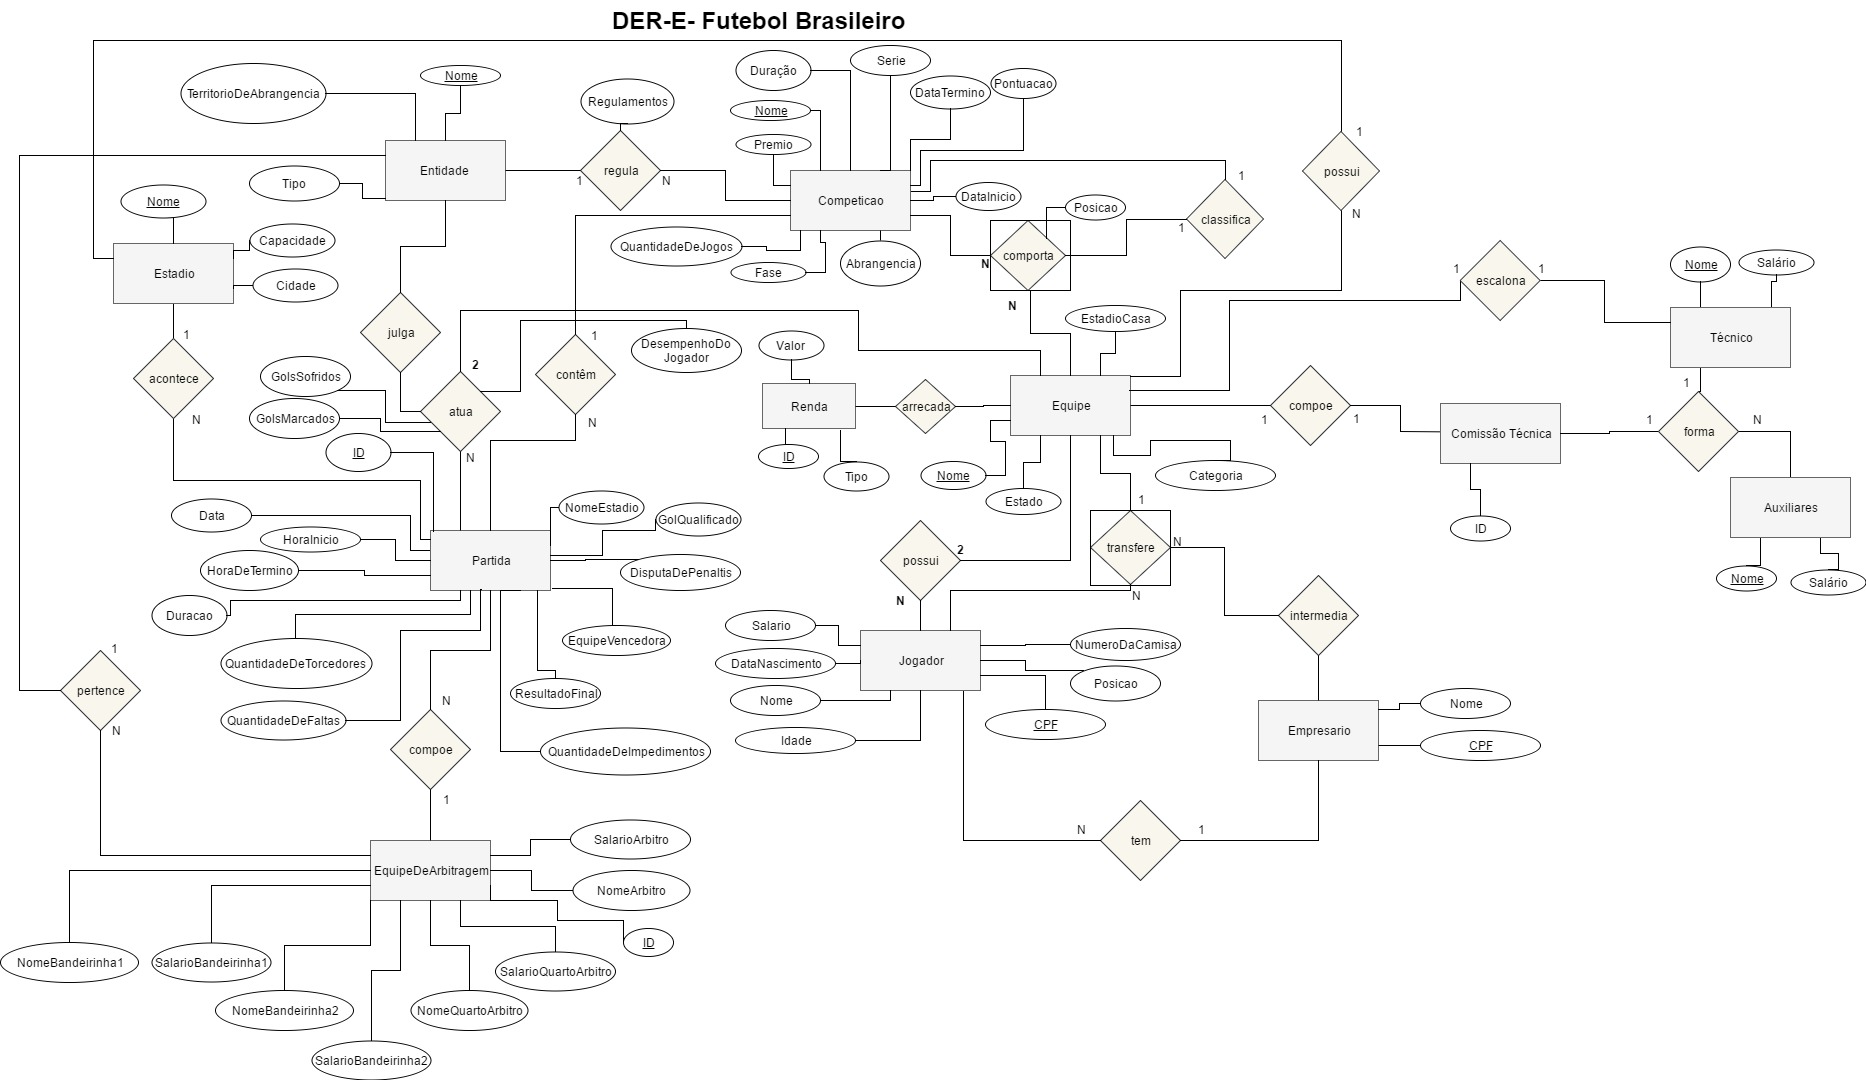 DER-E- Futebol Brasileiro
TerritorioDeAbrangencia
Nome
Entidade
Tipo
Regulamentos
1
regula
N
Duração
Serie
DataTermino
Pontuacao
Nome
Premio
Competicao
DataInicio
QuantidadeDeJogos
Fase
Abrangencia
Posicao
N
comporta
N
1
classifica
1
1
possui
N
Nome
Capacidade
Estadio
Cidade
1
acontece
N
julga
GolsSofridos
GolsMarcados
ID
2
atua
N
DesempenhoDo
Jogador
1
contêm
N
Valor
Renda
ID
Tipo
arrecada
EstadioCasa
Equipe
Nome
Estado
Categoria
1
escalona
1
Nome
Salário
Técnico
1
compoe
1
Comissão Técnica
ID
1
1
forma
N
Auxiliares
Nome
Salário
Data
HoraInicio
HoraDeTermino
Duracao
Partida
NomeEstadio
GolQualificado
DisputaDePenaltis
EquipeVencedora
ResultadoFinal
QuantidadeDeTorcedores
QuantidadeDeFaltas
QuantidadeDeImpedimentos
possui
2
N
1
transfere
N
N
intermedia
Salario
DataNascimento
Nome
Idade
Jogador
NumeroDaCamisa
Posicao
CPF
Empresario
Nome
CPF
N
tem
1
1
pertence
N
N
compoe
1
EquipeDeArbitragem
SalarioArbitro
NomeArbitro
ID
SalarioQuartoArbitro
NomeBandeirinha1
SalarioBandeirinha1
NomeBandeirinha2
NomeQuartoArbitro
SalarioBandeirinha2